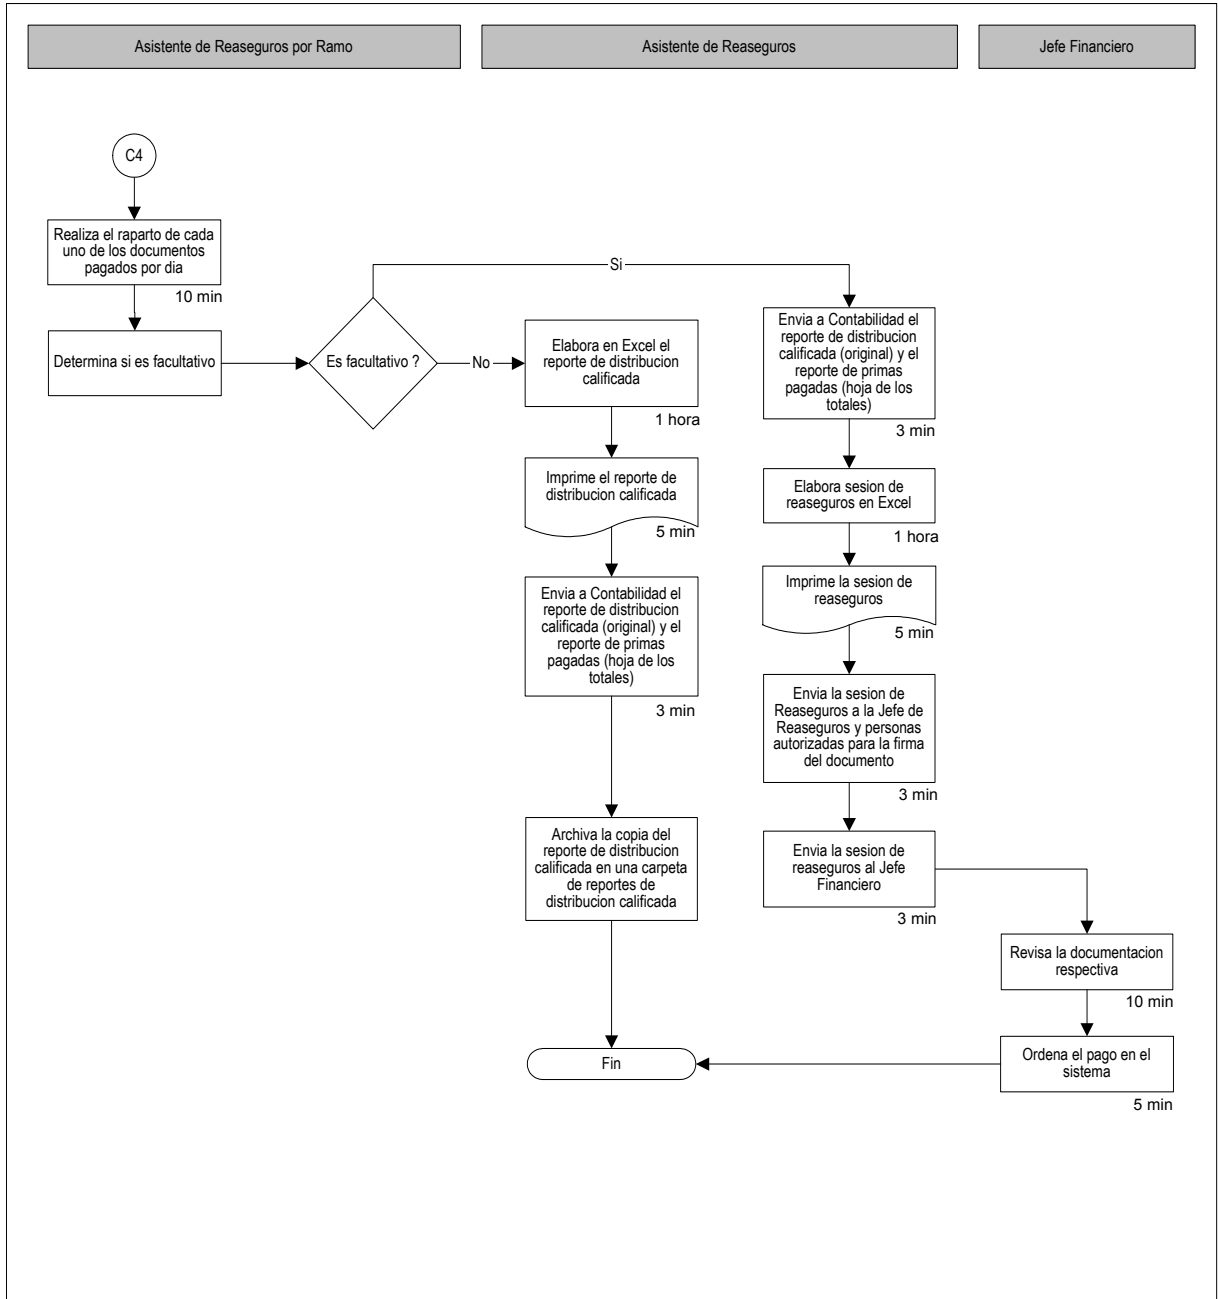 Asistente de Reaseguros por Ramo
Asistente de Reaseguros
Jefe Financiero
C4
Realiza el raparto de cada
uno de los documentos
pagados por dia
10 min
Determina si es facultativo
Es facultativo ?
Si
No
Elabora en Excel el
reporte de distribucion
calificada
1 hora
Imprime el reporte de
distribucion calificada
5 min
Envia a Contabilidad el
reporte de distribucion
calificada (original) y el
reporte de primas
pagadas (hoja de los
totales)
3 min
Archiva la copia del
reporte de distribucion
calificada en una carpeta
de reportes de
distribucion calificada
Envia a Contabilidad el
reporte de distribucion
calificada (original) y el
reporte de primas
pagadas (hoja de los
totales)
3 min
Elabora sesion de
reaseguros en Excel
1 hora
Imprime la sesion de
reaseguros
5 min
Envia la sesion de
Reaseguros a la Jefe de
Reaseguros y personas
autorizadas para la firma
del documento
3 min
Envia la sesion de
reaseguros al Jefe
Financiero
3 min
Revisa la documentacion
respectiva
10 min
Ordena el pago en el
sistema
5 min
Fin